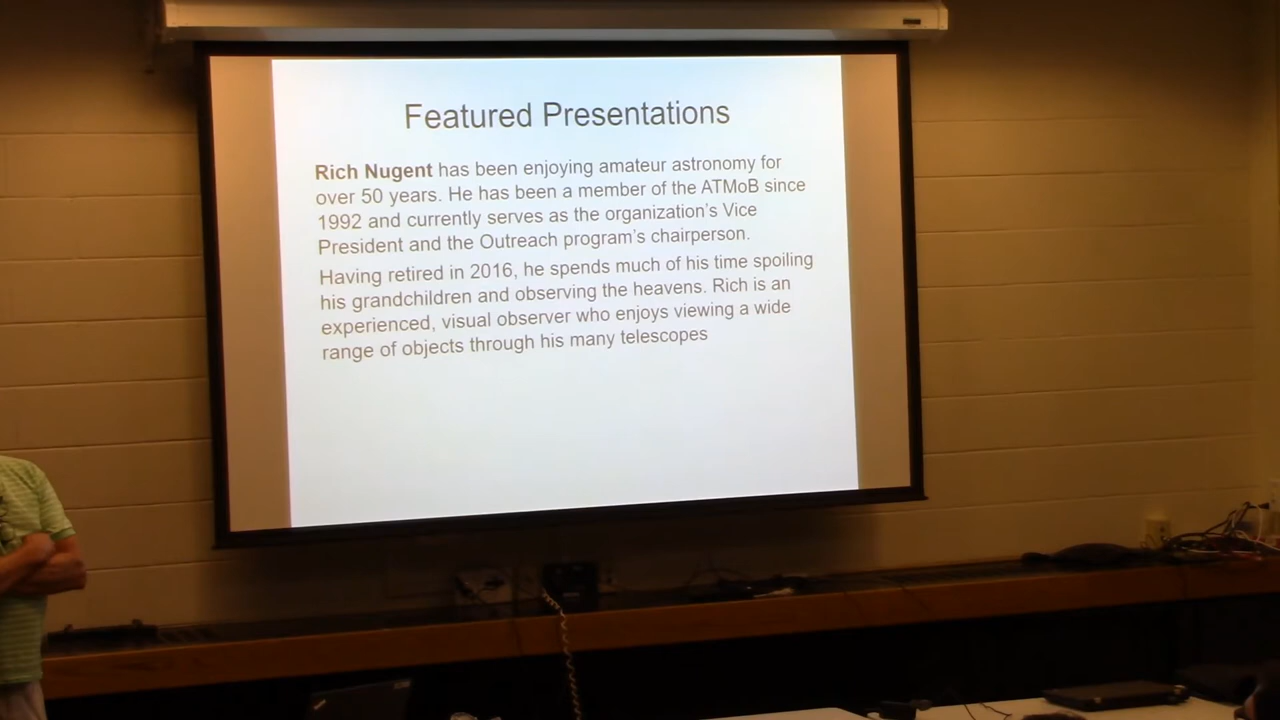 Featured Presentations
Rich Nugent has been enjoying amateur astronomy for
over 50 years. He has been a member of the ATMoB since
1992 and currently serves as the organization's Vice
President and the Outreach program's chairperson.
Having retired in 2016, he spends much of his time spoiling
his grandchildren and observing the heavens. Rich is an
experienced, visual observer who enjoys viewing a wide
range of objects through his many telescopes